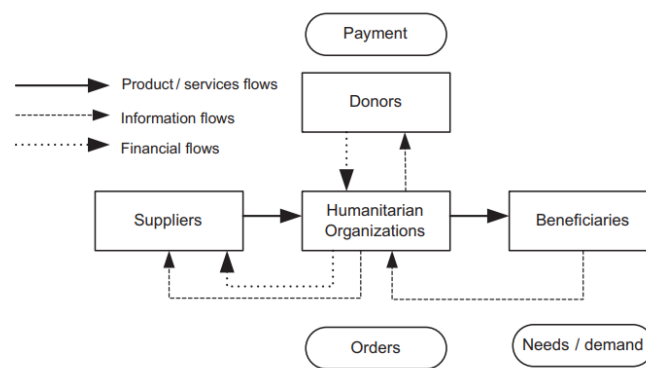 Payment
Product / services flows
Information flows
Financial flows
Donors
Suppliers
Humanitarian
Organizations
Beneficiaries
Orders
Needs / demand